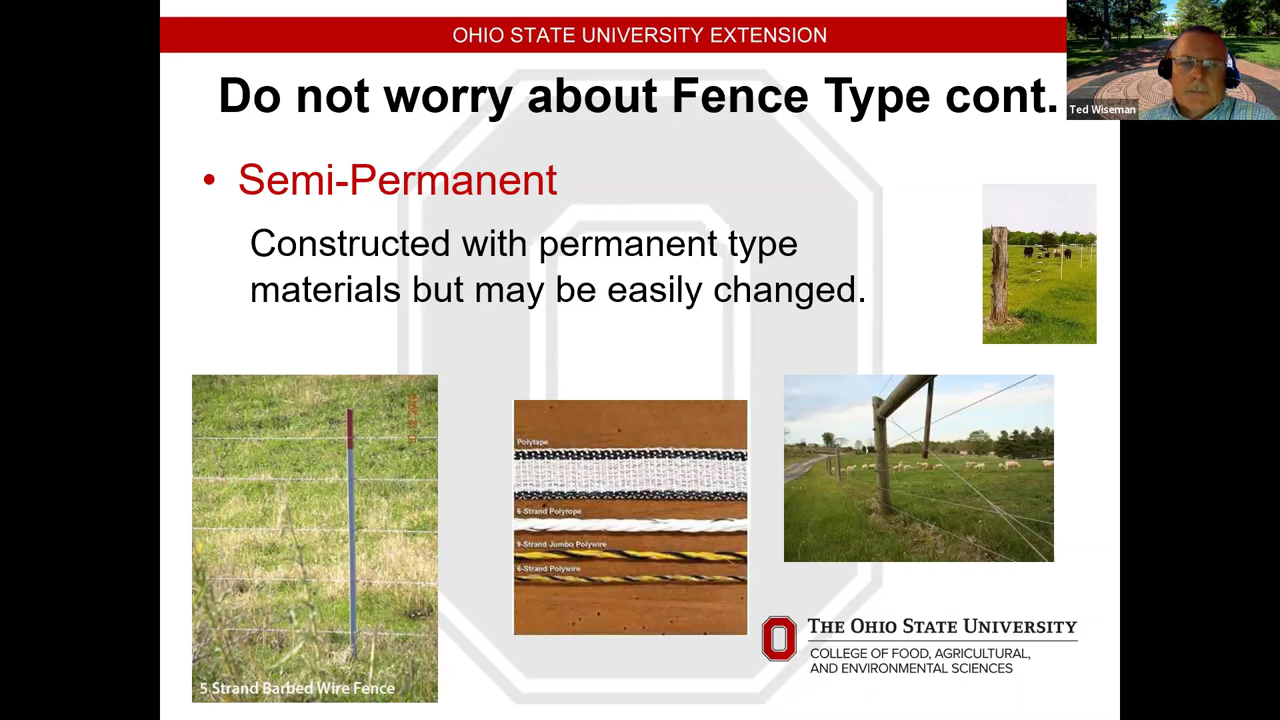 OHIO STATE UNIVERSITY EXTENSION
Do not worry about Fence Type cont.
Ted Wiseman
• Semi-Permanent
Constructed with permanent type
materials but may be easily changed.
Polytape
6-Strand Polyrope
9-Strand Jumbo Polywire
6-Strand Polywire
5 Strand Barbed Wire Fence
THE OHIO STATE UNIVERSITY
COLLEGE OF FOOD, AGRICULTURAL,
AND ENVIRONMENTAL SCIENCES